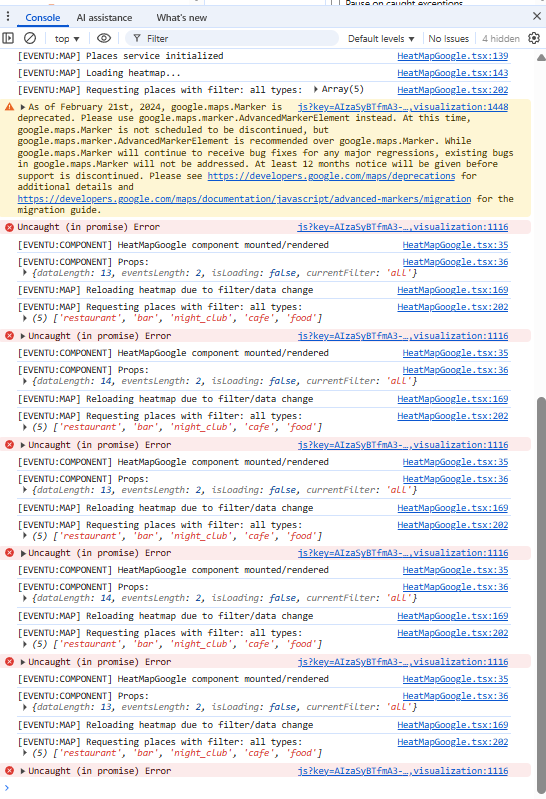 Pause on caught exceptions
Console AI assistance What's new
top Filter Default levels No Issues 4 hidden
[EVENTU:MAP] Places service initialized HeatMapGoogle.tsx:139
[EVENTU:MAP] Loading heatmap... HeatMapGoogle.tsx:143
[EVENTU:MAP] Requesting places with filter: all types: Array(5) HeatMapGoogle.tsx:202
As of February 21st, 2024, google.maps.Marker is js?key=AIzaSyBTfmA3-…,visualization:1448
deprecated. Please use google.maps.marker.AdvancedMarkerElement instead. At this time,
google.maps.Marker is not scheduled to be discontinued, but
google.maps.marker.AdvancedMarkerElement is recommended over google.maps.Marker. While
google.maps.Marker will continue to receive bug fixes for any major regressions, existing bugs
in google.maps.Marker will not be addressed. At least 12 months notice will be given before
support is discontinued. Please see https://developers.google.com/maps/deprecations for
additional details and
https://developers.google.com/maps/documentation/javascript/advanced-markers/migration for the
migration guide.
Uncaught (in promise) Error js?key=AIzaSyBTfmA3-…,visualization:1116
[EVENTU:COMPONENT] HeatMapGoogle component mounted/rendered HeatMapGoogle.tsx:35
[EVENTU:COMPONENT] Props: HeatMapGoogle.tsx:36
{dataLength: 13, eventsLength: 2, isLoading: false, currentFilter: 'all'}
[EVENTU:MAP] Reloading heatmap due to filter/data change HeatMapGoogle.tsx:169
[EVENTU:MAP] Requesting places with filter: all types: HeatMapGoogle.tsx:202
(5) ['restaurant', 'bar', 'night_club', 'cafe', 'food']
Uncaught (in promise) Error js?key=AIzaSyBTfmA3-…,visualization:1116
[EVENTU:COMPONENT] HeatMapGoogle component mounted/rendered HeatMapGoogle.tsx:35
[EVENTU:COMPONENT] Props: HeatMapGoogle.tsx:36
{dataLength: 14, eventsLength: 2, isLoading: false, currentFilter: 'all'}
[EVENTU:MAP] Reloading heatmap due to filter/data change HeatMapGoogle.tsx:169
[EVENTU:MAP] Requesting places with filter: all types: HeatMapGoogle.tsx:202
(5) ['restaurant', 'bar', 'night_club', 'cafe', 'food']
Uncaught (in promise) Error js?key=AIzaSyBTfmA3-…,visualization:1116
[EVENTU:COMPONENT] HeatMapGoogle component mounted/rendered HeatMapGoogle.tsx:35
[EVENTU:COMPONENT] Props: HeatMapGoogle.tsx:36
{dataLength: 13, eventsLength: 2, isLoading: false, currentFilter: 'all'}
[EVENTU:MAP] Reloading heatmap due to filter/data change HeatMapGoogle.tsx:169
[EVENTU:MAP] Requesting places with filter: all types: HeatMapGoogle.tsx:202
(5) ['restaurant', 'bar', 'night_club', 'cafe', 'food']
Uncaught (in promise) Error js?key=AIzaSyBTfmA3-…,visualization:1116
[EVENTU:COMPONENT] HeatMapGoogle component mounted/rendered HeatMapGoogle.tsx:35
[EVENTU:COMPONENT] Props: HeatMapGoogle.tsx:36
{dataLength: 14, eventsLength: 2, isLoading: false, currentFilter: 'all'}
[EVENTU:MAP] Reloading heatmap due to filter/data change HeatMapGoogle.tsx:169
[EVENTU:MAP] Requesting places with filter: all types: HeatMapGoogle.tsx:202
(5) ['restaurant', 'bar', 'night_club', 'cafe', 'food']
Uncaught (in promise) Error js?key=AIzaSyBTfmA3-…,visualization:1116
[EVENTU:COMPONENT] HeatMapGoogle component mounted/rendered HeatMapGoogle.tsx:35
[EVENTU:COMPONENT] Props: HeatMapGoogle.tsx:36
{dataLength: 13, eventsLength: 2, isLoading: false, currentFilter: 'all'}
[EVENTU:MAP] Reloading heatmap due to filter/data change HeatMapGoogle.tsx:169
[EVENTU:MAP] Requesting places with filter: all types: HeatMapGoogle.tsx:202
(5) ['restaurant', 'bar', 'night_club', 'cafe', 'food']
Uncaught (in promise) Error js?key=AIzaSyBTfmA3-…,visualization:1116